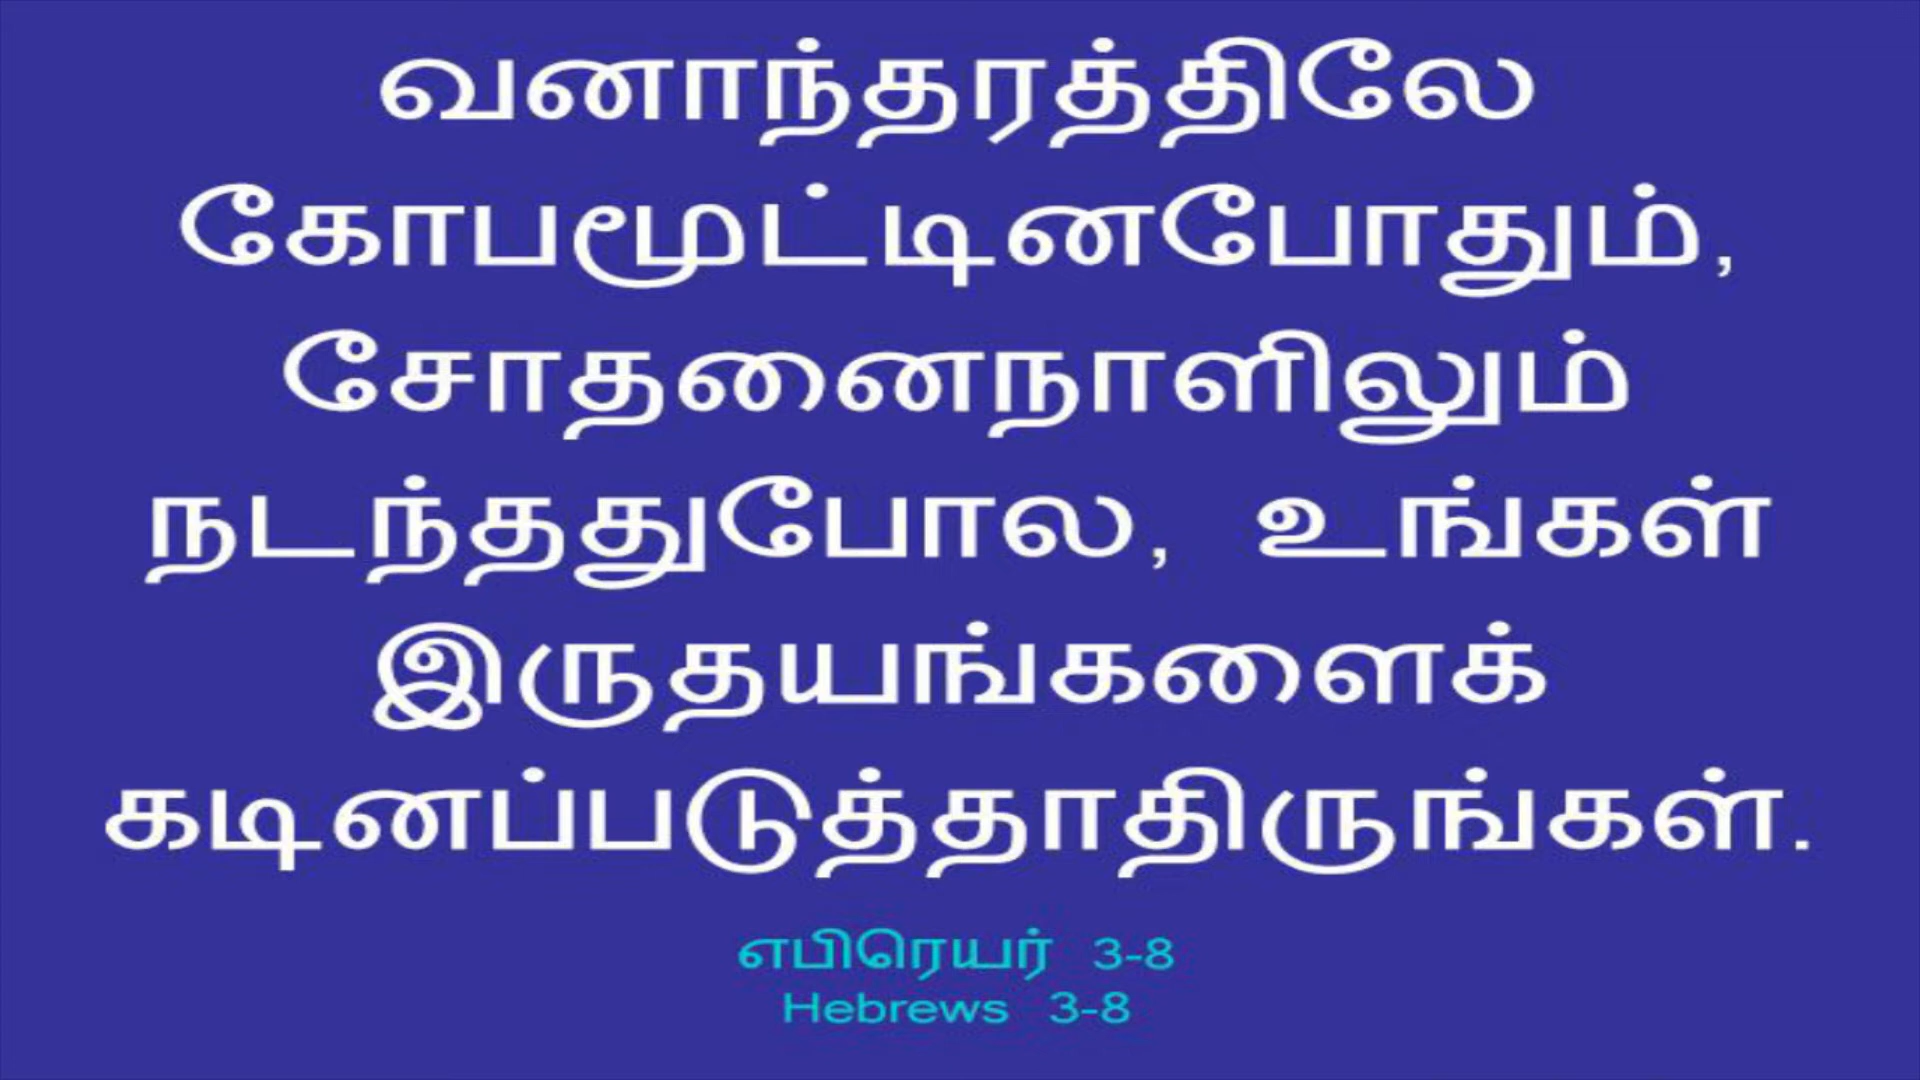 வனாந்தரத்திலே
கோபமூட்டினபோதும்,
சோதனைநாளிலும்
நடந்ததுபோல, உங்கள்
இருதயங்களைக்
கடினப்படுத்தாதிருங்கள்.
எபிரெயர் 3-8
Hebrews 3-8